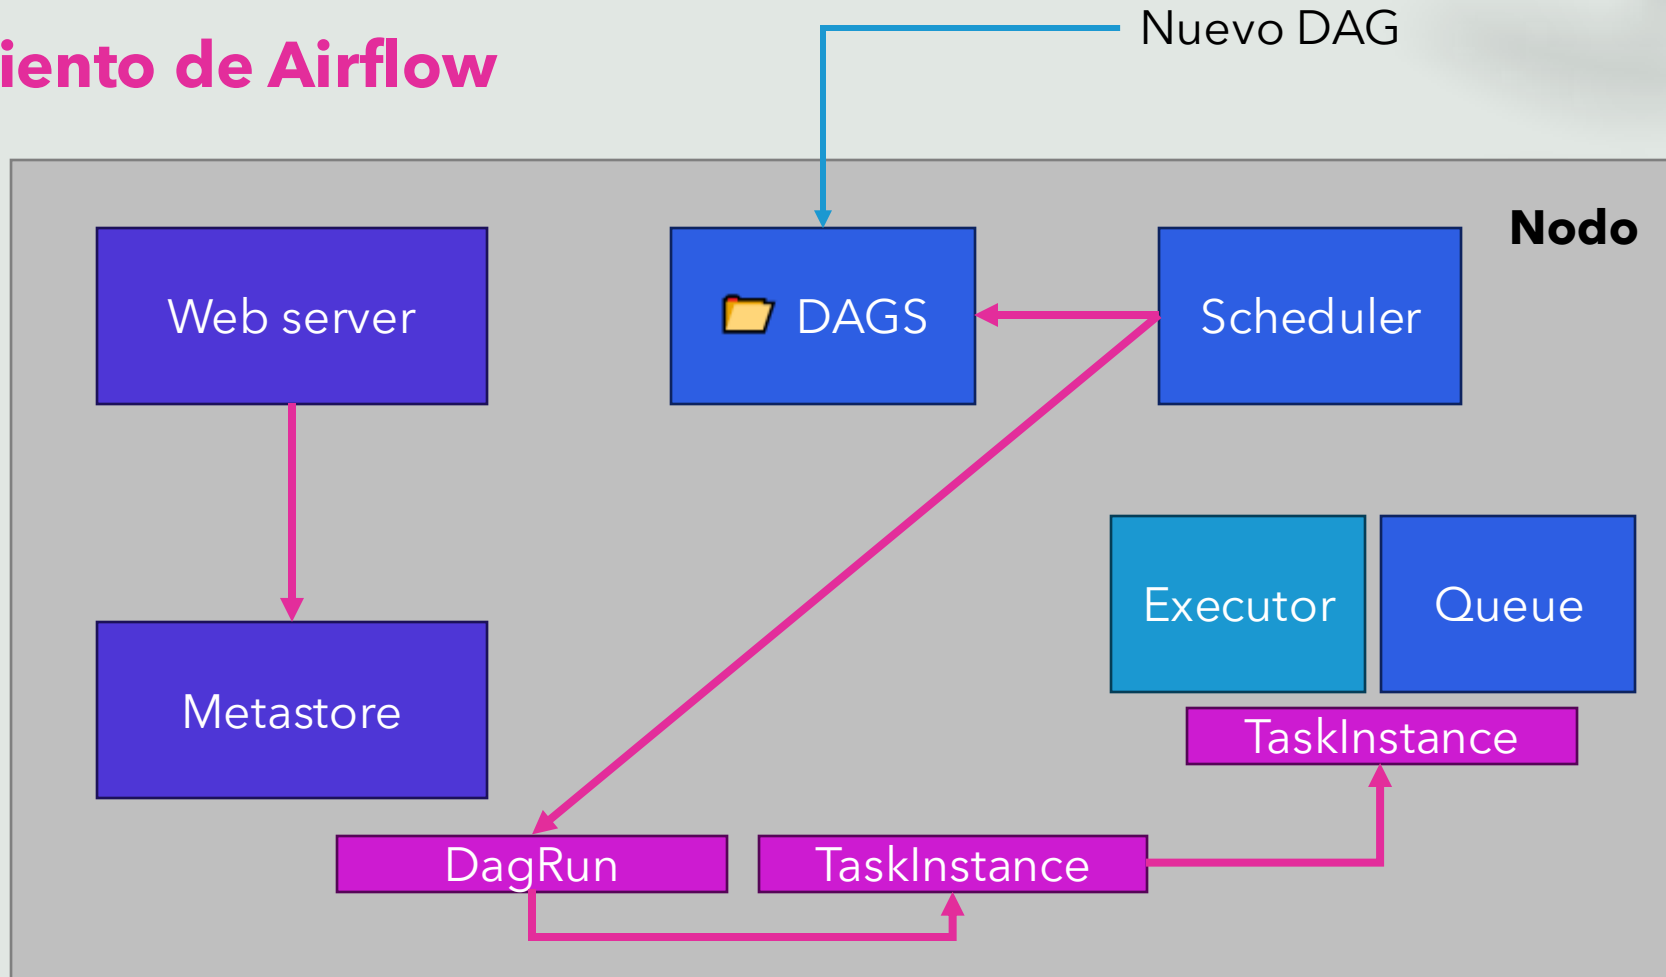 Nuevo DAG
iento de Airflow
Nodo
Web server
DAGS
Scheduler
Executor
Queue
Metastore
TaskInstance
DagRun
TaskInstance